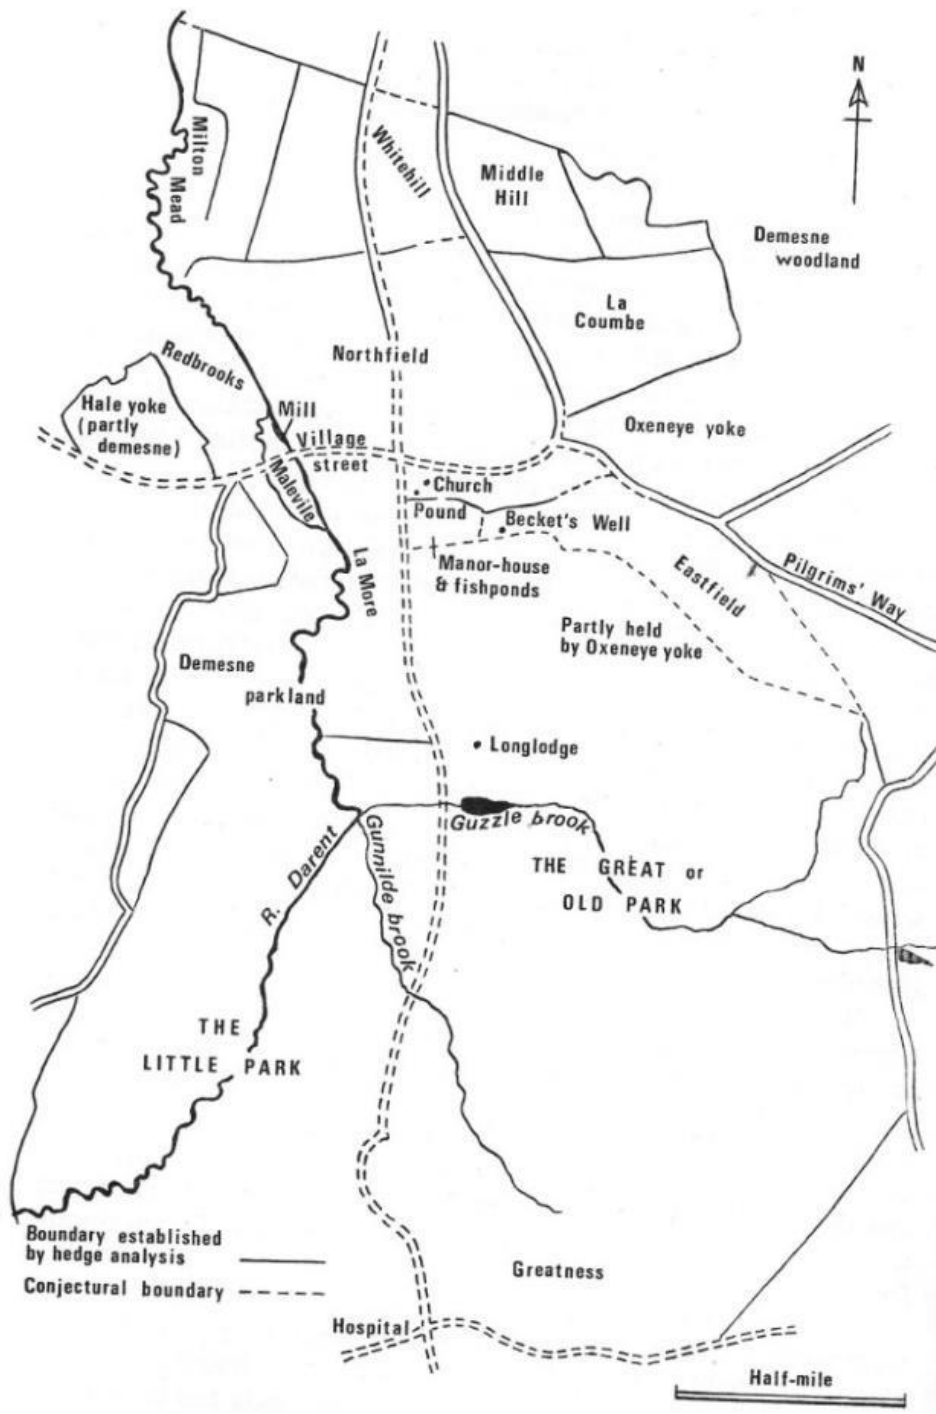 N
Milton
Mead
Whitehill
Middle
Hill
Demesne
woodland
La
Coumbe
Redbrooks
Northfield
Hale yoke
(partly
demesne)
Mill
Village
street
Malevile
Oxeneye yoke
Church
Pound
Becket's Well
La More
Manor-house
& fishponds
Eastfield
Pilgrims' Way
Partly held
by Oxeneye yoke
Demesne
parkland
Longlodge
Guzzle brook
R. Darent
Gunnilde brook
THE GREAT or
OLD PARK
THE
LITTLE PARK
Boundary established
by hedge analysis
Conjectural boundary
Greatness
Hospital
Half-mile